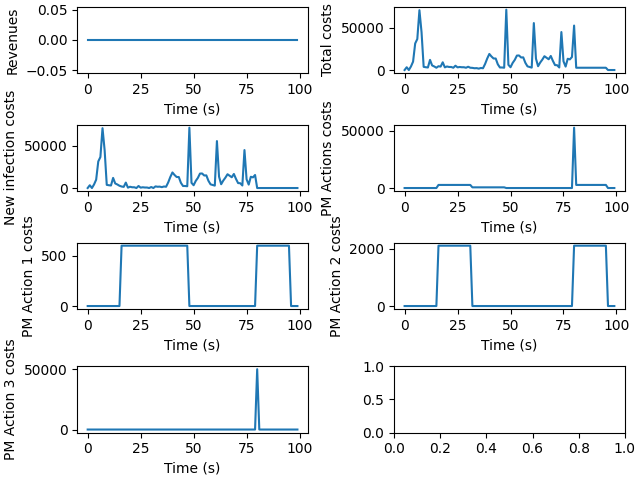 Revenues
0.05
0.00
−0.05
0 25 50 75 100
Time (s)
Total costs
50000
0
0 25 50 75 100
Time (s)
New infection costs
50000
0
0 25 50 75 100
Time (s)
PM Actions costs
50000
0
0 25 50 75 100
Time (s)
PM Action 1 costs
500
0
0 25 50 75 100
Time (s)
PM Action 2 costs
2000
0
0 25 50 75 100
Time (s)
PM Action 3 costs
50000
0
0 25 50 75 100
Time (s)
1.0
0.5
0.0
0.0 0.2 0.4 0.6 0.8 1.0